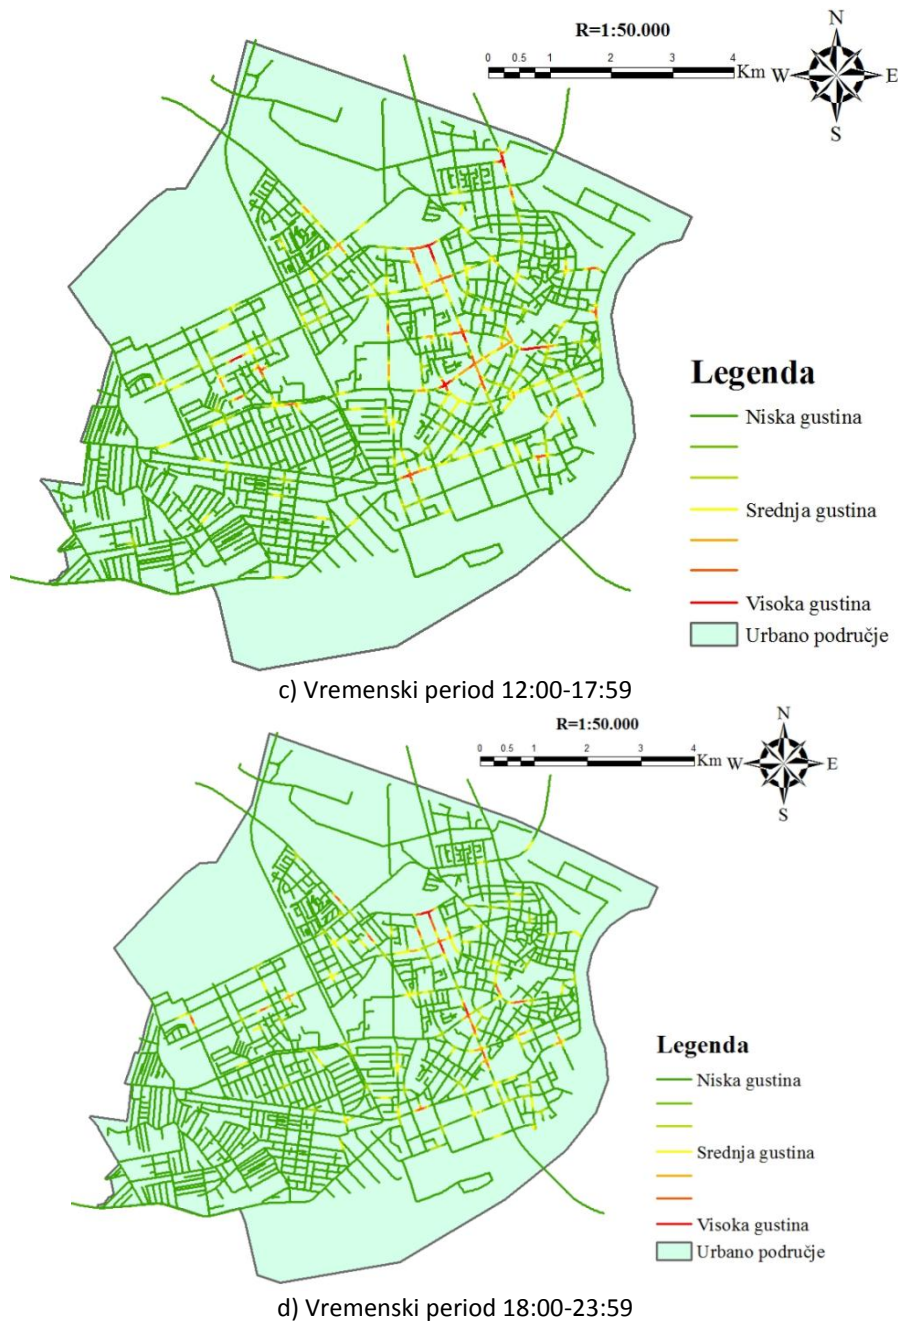 R=1:50.000
N
0 0.5 1 2 3 4
Km
W E
S
Legenda
Niska gustina
Srednja gustina
Visoka gustina
Urbano područje
c) Vremenski period 12:00-17:59
R=1:50.000
N
0 0.5 1 2 3 4
Km
W E
S
Legenda
Niska gustina
Srednja gustina
Visoka gustina
Urbano područje
d) Vremenski period 18:00-23:59